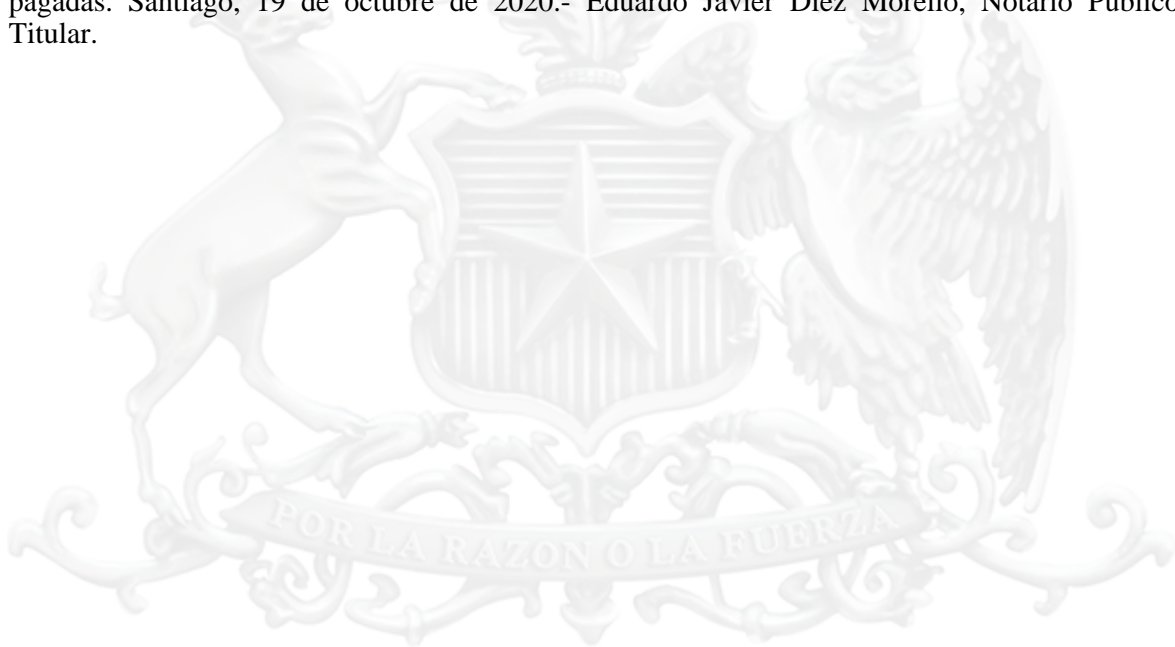 pagadas. Santiago, 19 de octubre de 2020.- Eduardo Javier Diez Morello, Notario Público
Titular.
POR LA RAZON O LA FUERZA